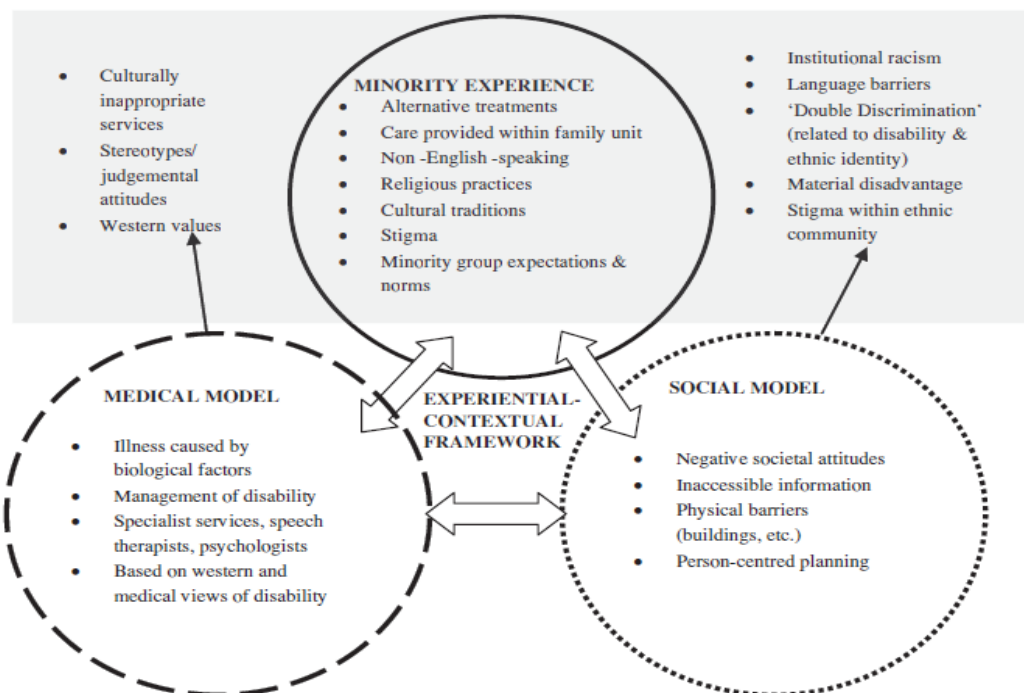 • Culturally
inappropriate
services
• Stereotypes/
judgemental
attitudes
• Western values
MINORITY EXPERIENCE
• Alternative treatments
• Care provided within family unit
• Non -English -speaking
• Religious practices
• Cultural traditions
• Stigma
• Minority group expectations &
norms
• Institutional racism
• Language barriers
• ‘Double Discrimination‘
(related to disability &
ethnic identity)
• Material disadvantage
• Stigma within ethnic
community
MEDICAL MODEL
• Illness caused by
biological factors
• Management of disability
• Specialist services, speech
therapists, psychologists
• Based on western and
medical views of disability
EXPERIENTIAL-
CONTEXTUAL
FRAMEWORK
SOCIAL MODEL
• Negative societal attitudes
• Inaccessible information
• Physical barriers
(buildings, etc.)
• Person-centred planning